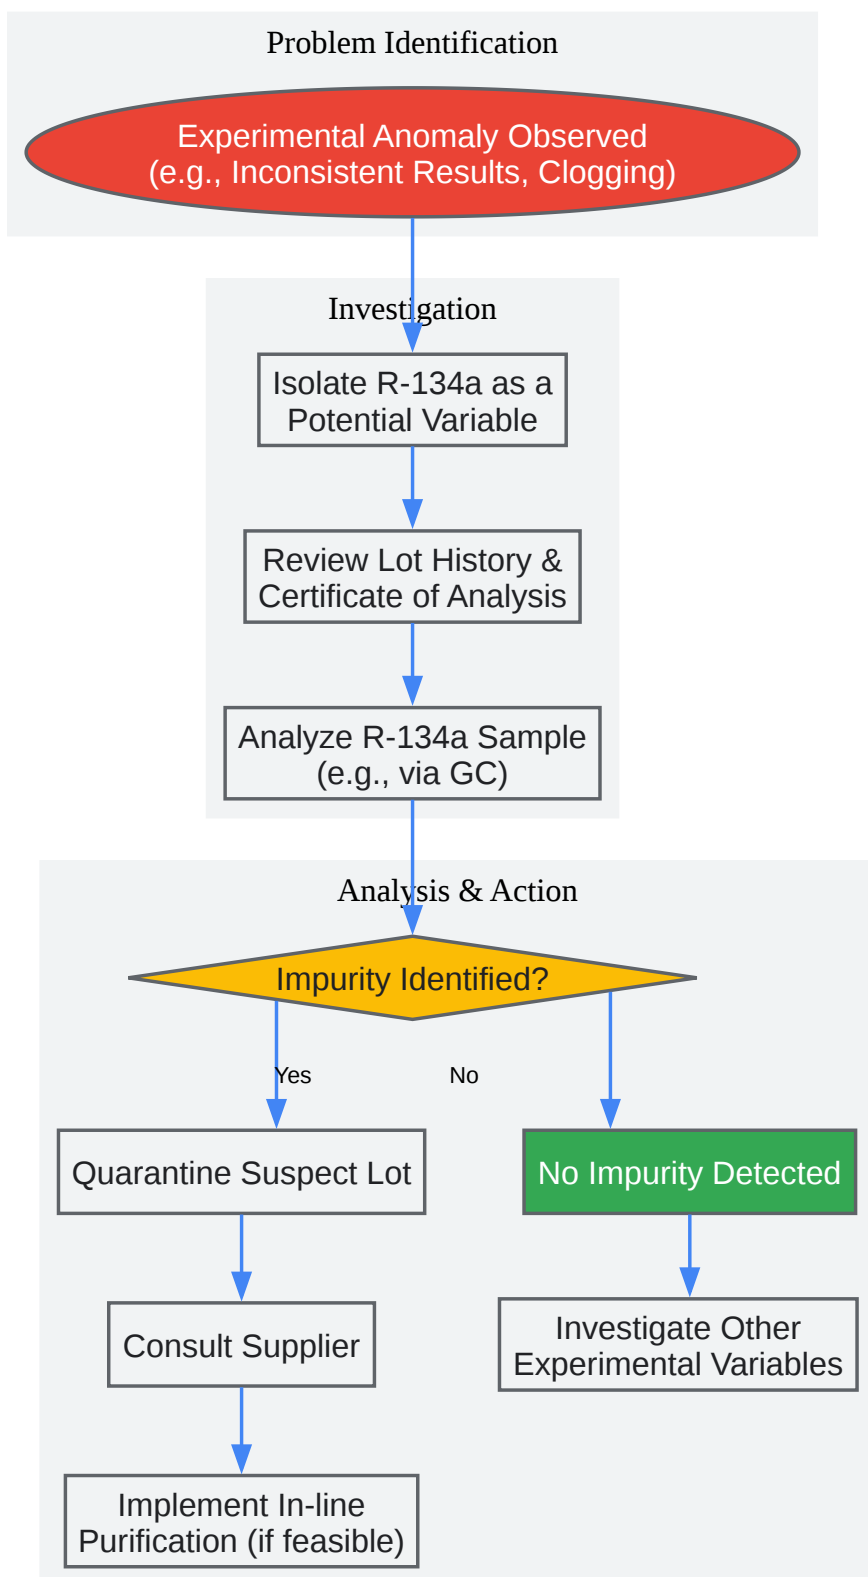 Problem Identification
Experimental Anomaly Observed
(e.g., Inconsistent Results, Clogging)
Investigation
Isolate R-134a as a
Potential Variable
Review Lot History &
Certificate of Analysis
Analyze R-134a Sample
(e.g., via GC)
Analysis & Action
Impurity Identified?
Yes
No
Quarantine Suspect Lot
No Impurity Detected
Consult Supplier
Investigate Other
Experimental Variables
Implement In-line
Purification (if feasible)